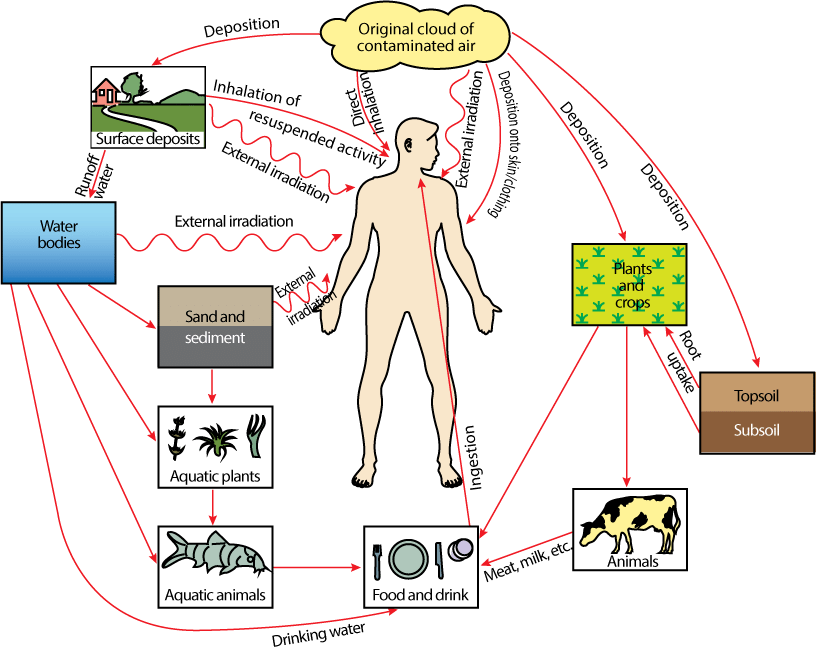 Original cloud of
contaminated air
Deposition
Surface deposits
Inhalation of
resuspended activity
External irradiation
Direct
inhalation
External irradiation
Deposition onto skin/clothing
Deposition
Deposition
Runoff
water
Water
bodies
External irradiation
External
irradiation
Sand and
sediment
Plants
and
crops
Root
uptake
Topsoil
Subsoil
Aquatic plants
Ingestion
Aquatic animals
Food and drink
Meat, milk, etc.
Animals
Drinking water